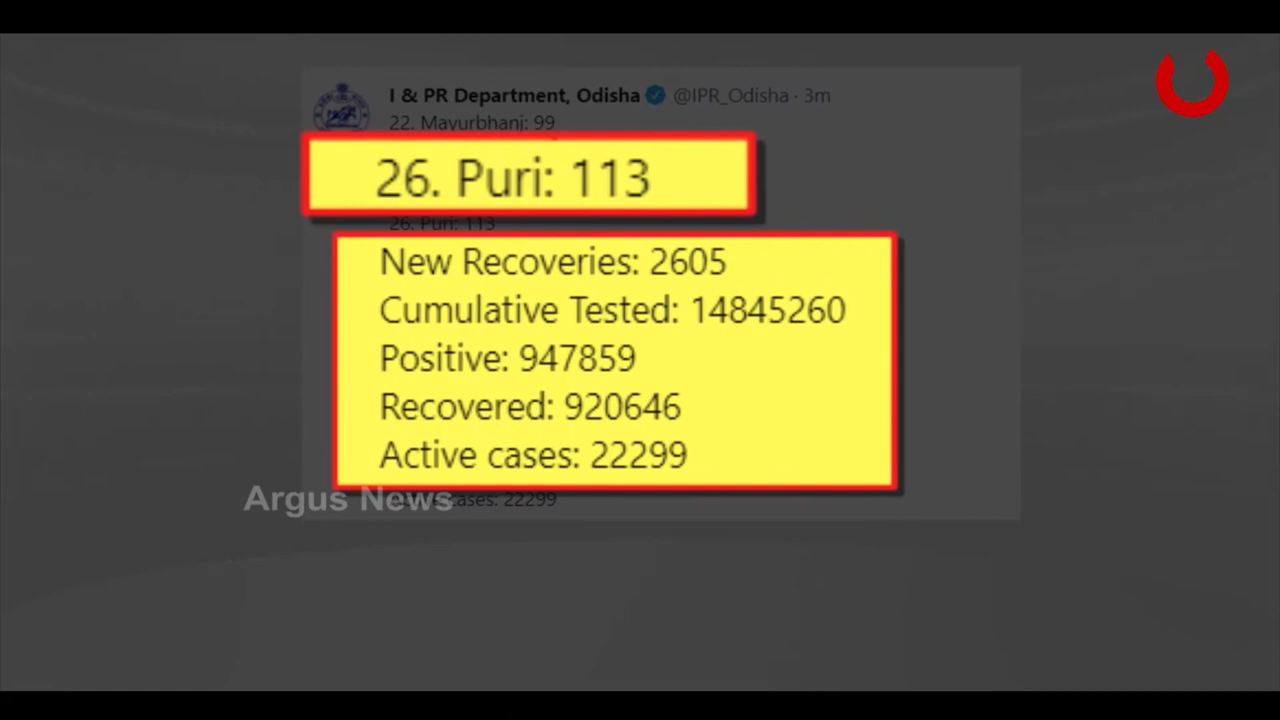 I & PR Department, Odisha @IPR_Odisha · 3m
22. Mayurbhanj: 99
26. Puri: 113
26. Puri: 113
New Recoveries: 2605
Cumulative Tested: 14845260
Positive: 947859
Recovered: 920646
Active cases: 22299
Argus News
cases: 22299